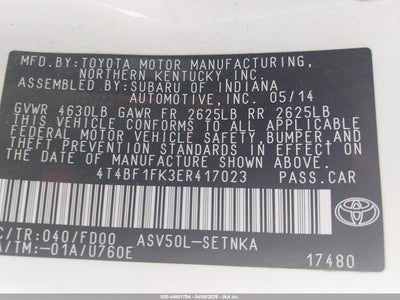 MFD.BY:TOYOTA MOTOR MANUFACTURING,
NORTHERN KENTUCKY,INC.
ASSEMBLED BY:SUBARU OF INDIANA
AUTOMOTIVE,INC. 05/14
GVWR 4630LB GAWR FR 2625LB RR 2625LB
THIS VEHICLE CONFORMS TO ALL APPLICABLE
FEDERAL MOTOR VEHICLE SAFETY,BUMPER,AND
THEFT PREVENTION STANDARDS IN EFFECT ON
THE DATE OF MANUFACTURE SHOWN ABOVE.
4T4BF1FK3ER417023 PASS.CAR
C/TR:040/FD00 ASV50L-SETNKA
A/TM:-01A/U760E
TOYOTA
17480